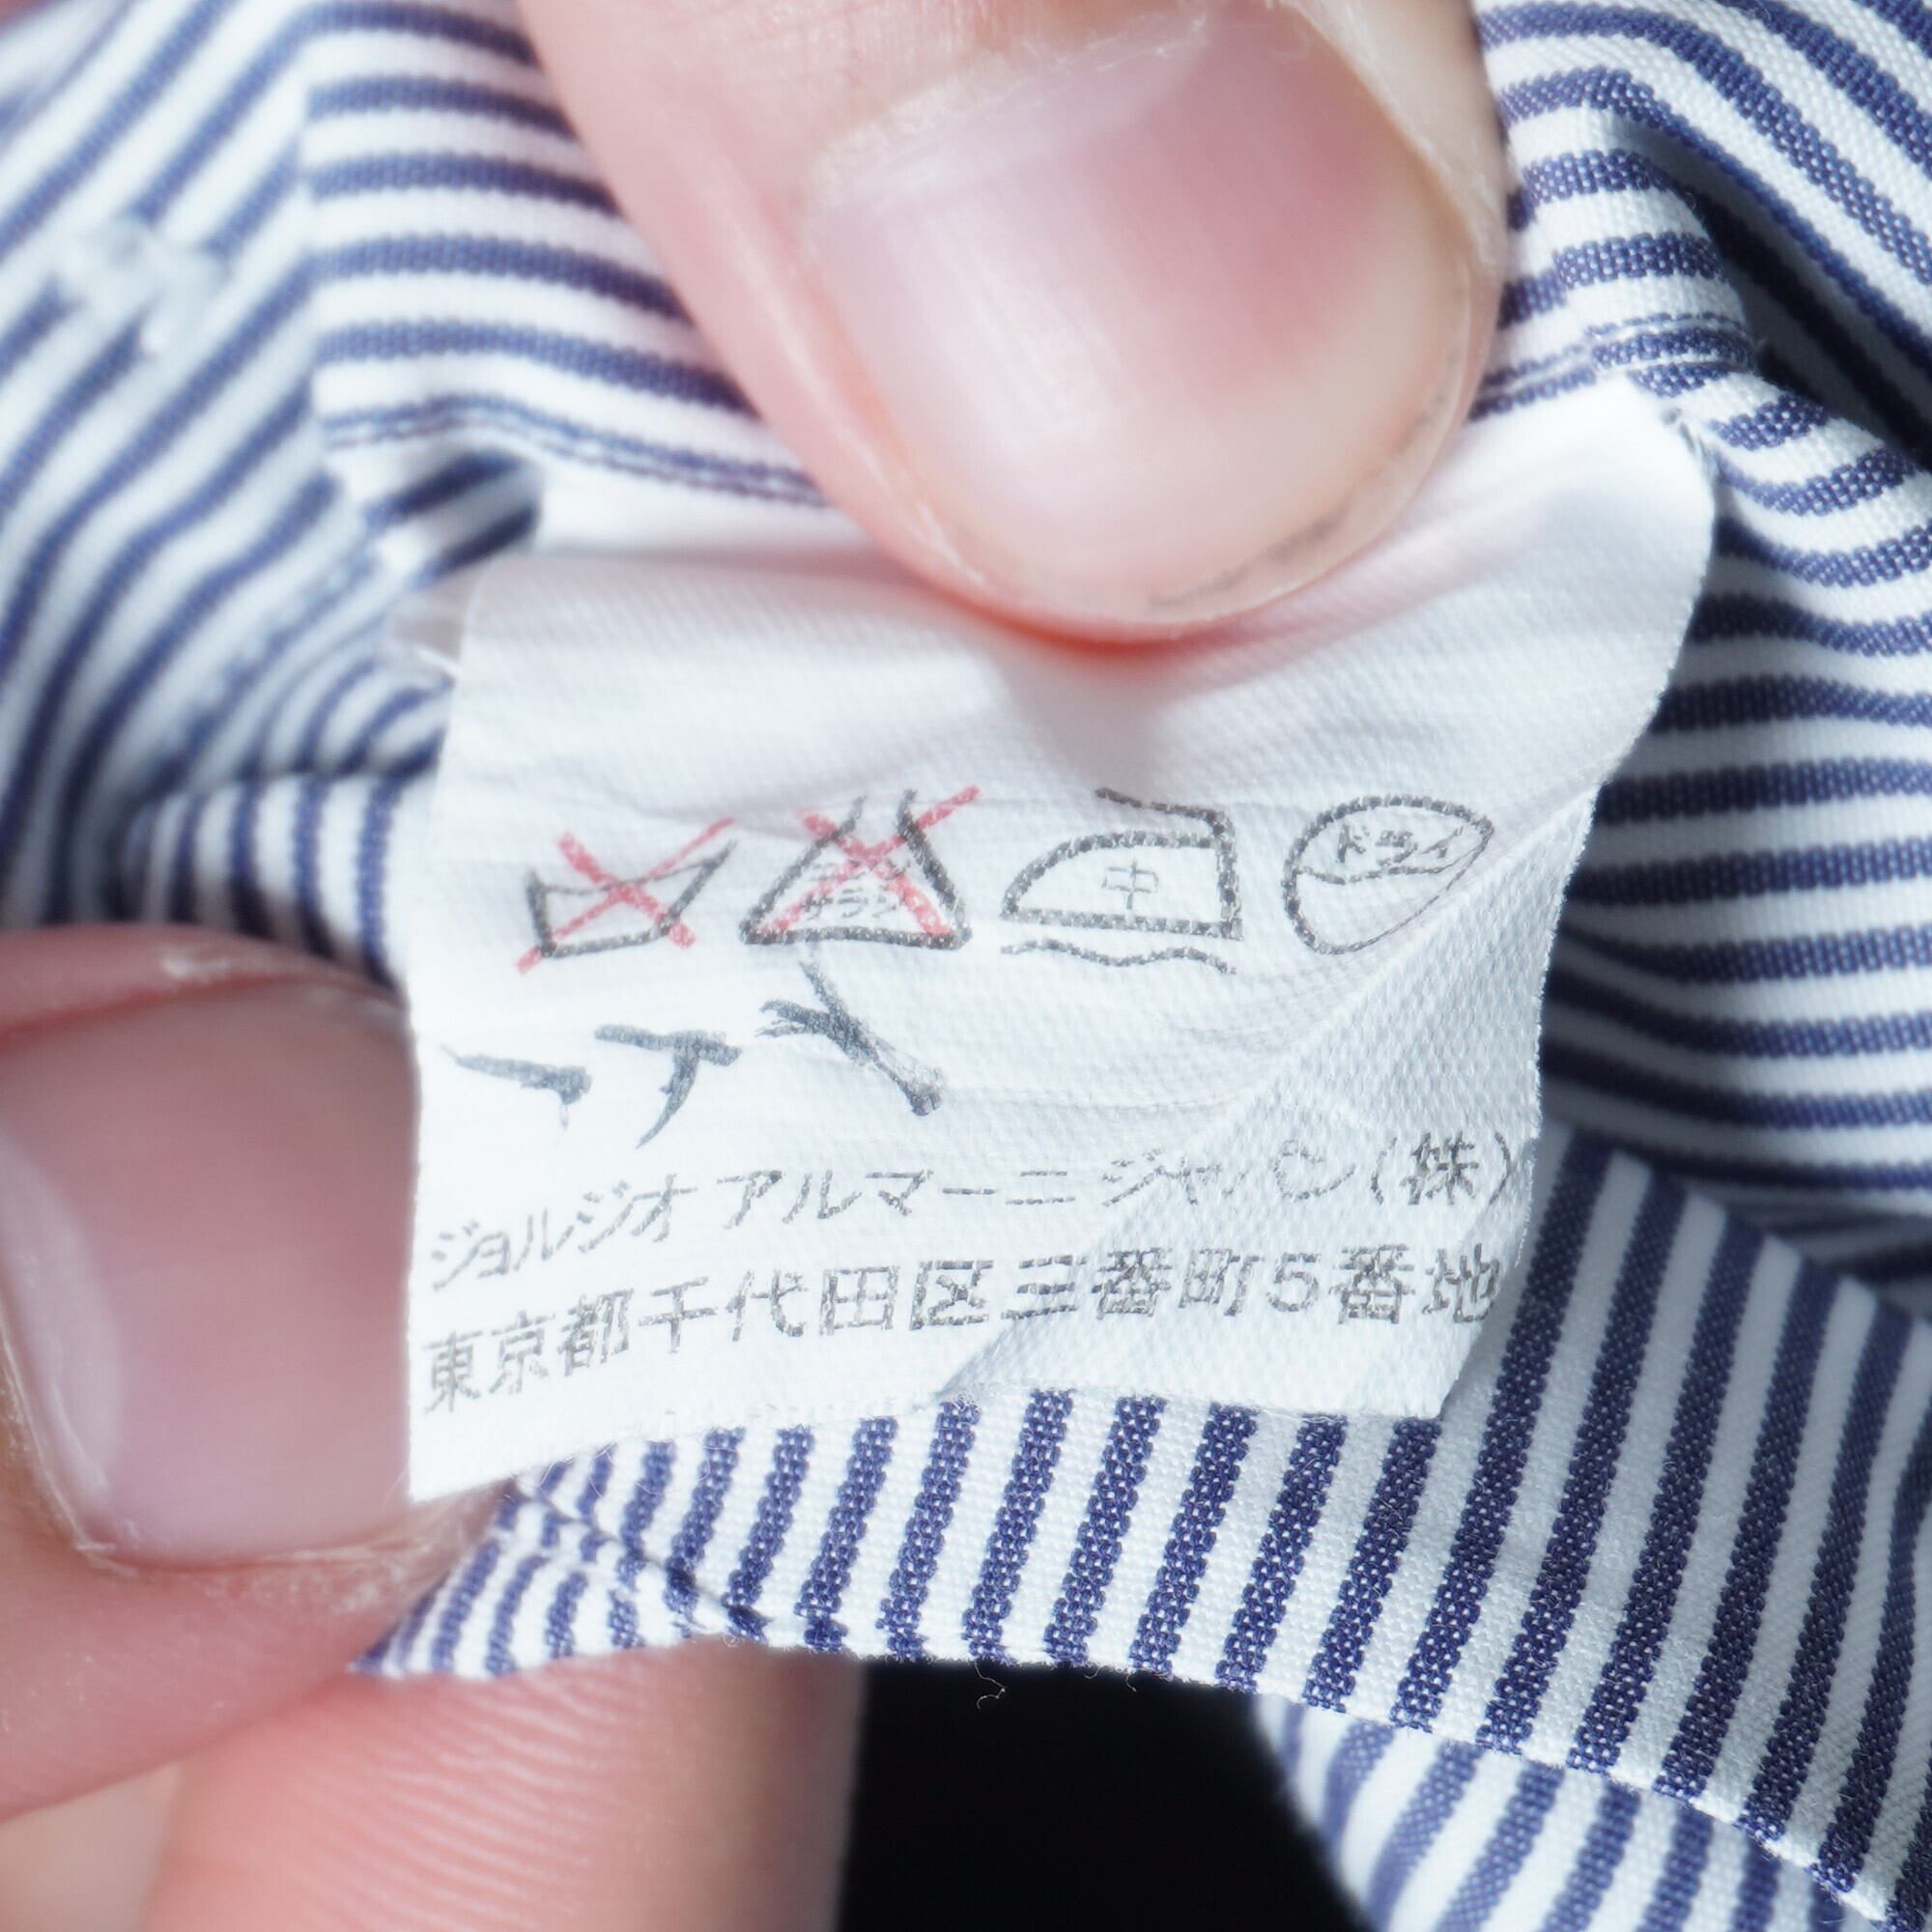 中 ドライ
ジョルジオ アルマーニ ジャパン(株)
東京都千代田区三番町5番地